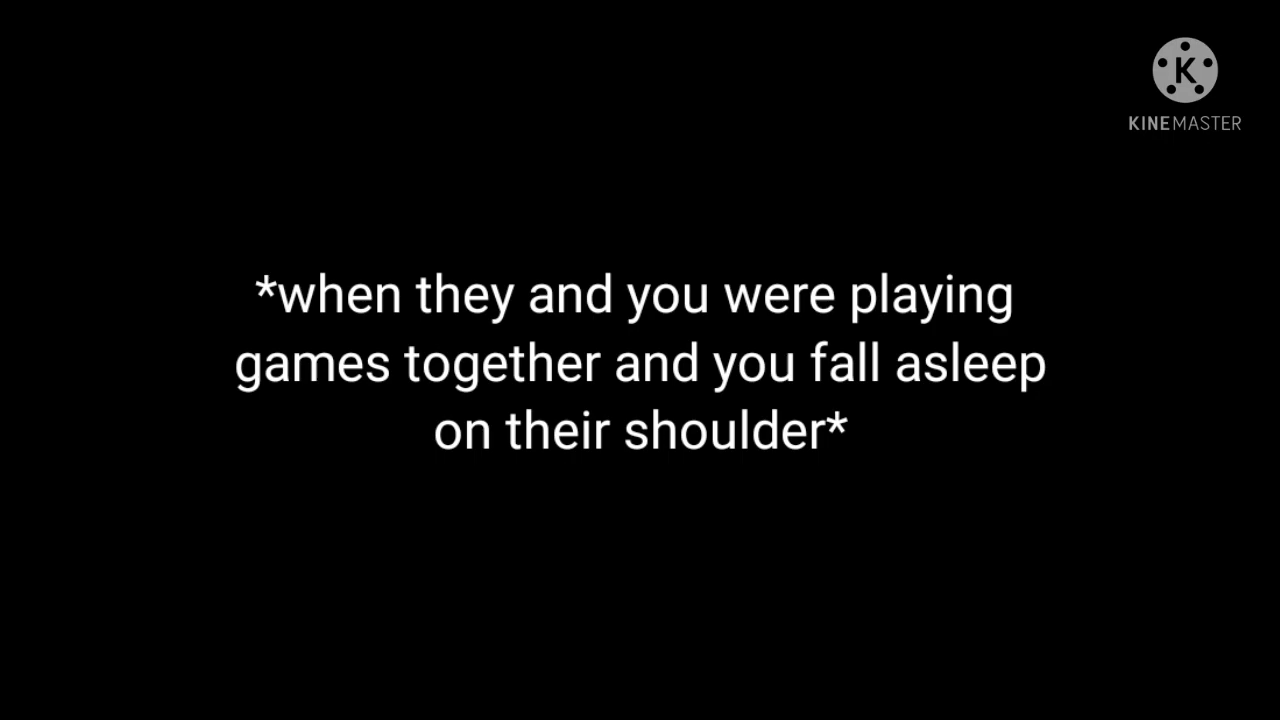 K
KINEMASTER
*when they and you were playing
games together and you fall asleep
on their shoulder*